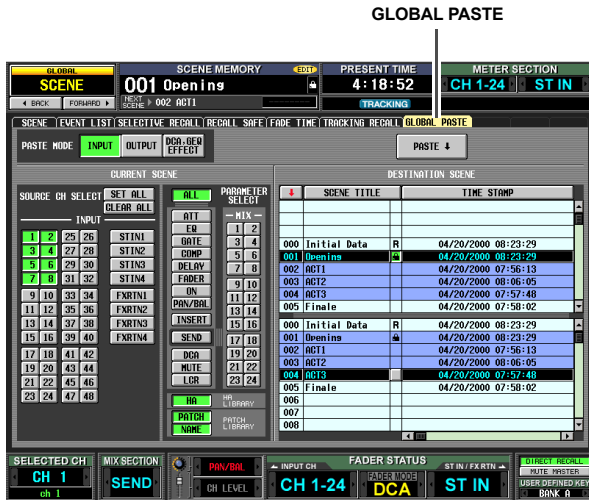 GLOBAL PASTE
GLOBAL
SCENE
BACK FORWARD
SCENE MEMORY EDIT
001 Opening
NEXT SCENE 002 ACT1
PRESENT TIME
4:18:52
TRACKING
METER SECTION
CH 1-24 ST IN
SCENE EVENT LIST SELECTIVE RECALL RECALL SAFE FADE TIME TRACKING RECALL GLOBAL PASTE
PASTE MODE INPUT OUTPUT DCA,GEQ EFFECT
PASTE ↓
CURRENT SCENE
DESTINATION SCENE
SOURCE CH SELECT SET ALL
CLEAR ALL
INPUT
1 2 25 26 STIN1
3 4 27 28 STIN2
5 6 29 30 STIN3
7 8 31 32 STIN4
9 10 33 34 FXRTN1
11 12 35 36 FXRTN2
13 14 37 38 FXRTN3
15 16 39 40 FXRTN4
17 18 41 42
19 20 43 44
21 22 45 46
23 24 47 48
ALL
PARAMETER SELECT
ATT
EQ
GATE
COMP
DELAY
FADER
ON
PAN/BAL
INSERT
SEND
DCA
MUTE
LCR
MIX
1 2
3 4
5 6
7 8
9 10
11 12
13 14
15 16
17 18
19 20
21 22
23 24
HA HA LIBRARY
PATCH PATCH
NAME LIBRARY
↓ SCENE TITLE TIME STAMP
000 Initial Data R 04/20/2000 08:23:29
001 Opening 04/20/2000 08:23:29
002 ACT1 04/20/2000 07:56:13
003 ACT2 04/20/2000 08:06:05
004 ACT3 04/20/2000 07:57:48
005 Finale 04/20/2000 07:58:02
000 Initial Data R 04/20/2000 08:23:29
001 Opening 04/20/2000 08:23:29
002 ACT1 04/20/2000 07:56:13
003 ACT2 04/20/2000 08:06:05
004 ACT3 04/20/2000 07:57:48
005 Finale 04/20/2000 07:58:02
006
007
008
SELECTED CH
CH 1
ch 1
MIX SECTION
SEND
PAN/BAL
CH LEVEL
INPUT CH FADER STATUS ST IN / FX RTN
CH 1-24
FADER MODE
DCA
ST IN
DIRECT RECALL
MUTE MASTER
USER DEFINED KEY
BANK A